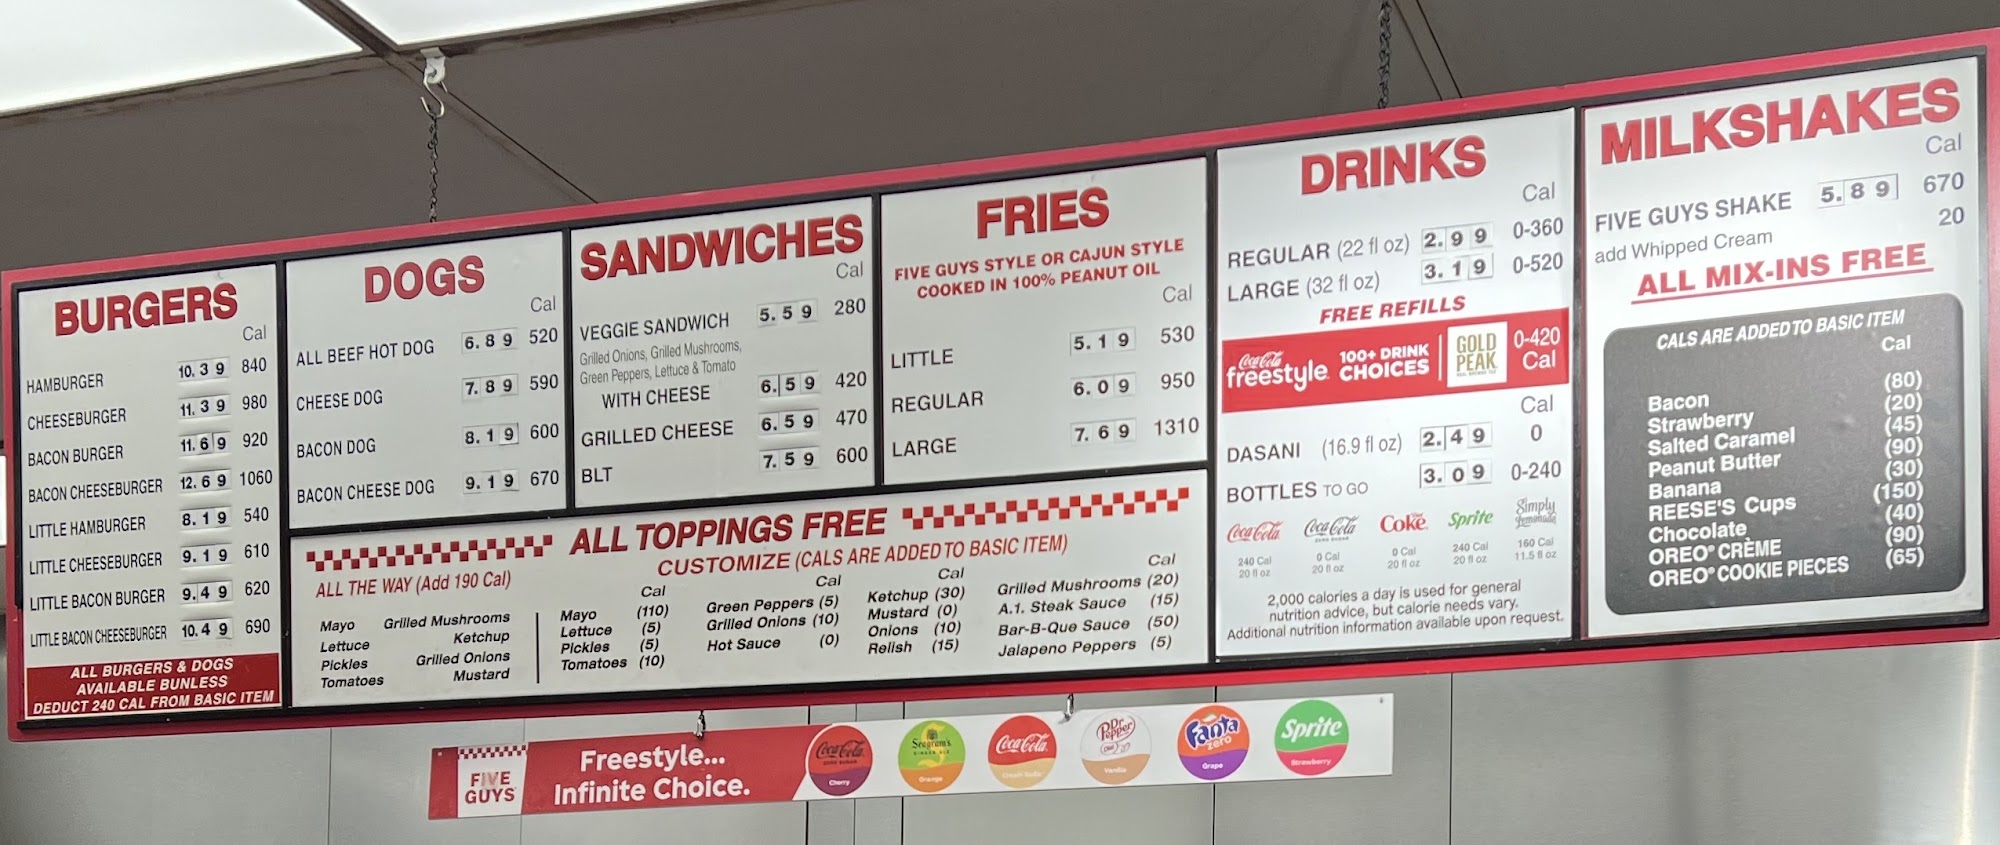 BURGERS
Cal
HAMBURGER 10.39 840
CHEESEBURGER 11.39 980
BACON BURGER 11.69 920
BACON CHEESEBURGER 12.69 1060
LITTLE HAMBURGER 8.19 540
LITTLE CHEESEBURGER 9.19 610
LITTLE BACON BURGER 9.49 620
LITTLE BACON CHEESEBURGER 10.49 690
ALL BURGERS & DOGS
AVAILABLE BUNLESS
DEDUCT 240 CAL FROM BASIC ITEM
DOGS
Cal
ALL BEEF HOT DOG 6.89 520
CHEESE DOG 7.89 590
BACON DOG 8.19 600
BACON CHEESE DOG 9.19 670
SANDWICHES
Cal
VEGGIE SANDWICH 5.59 280
Grilled Onions, Grilled Mushrooms,
Green Peppers, Lettuce & Tomato
WITH CHEESE 6.59 420
GRILLED CHEESE 6.59 470
BLT 7.59 600
FRIES
FIVE GUYS STYLE OR CAJUN STYLE
COOKED IN 100% PEANUT OIL
Cal
LITTLE 5.19 530
REGULAR 6.09 950
LARGE 7.69 1310
ALL TOPPINGS FREE
CUSTOMIZE (CALS ARE ADDED TO BASIC ITEM)
ALL THE WAY (Add 190 Cal)
Mayo Grilled Mushrooms
Lettuce Ketchup
Pickles Grilled Onions
Tomatoes Mustard
Cal
Mayo (110)
Lettuce (5)
Pickles (5)
Tomatoes (10)
Cal
Green Peppers (5)
Grilled Onions (10)
Hot Sauce (0)
Cal
Ketchup (30)
Mustard (0)
Onions (10)
Relish (15)
Cal
Grilled Mushrooms (20)
A.1. Steak Sauce (15)
Bar-B-Que Sauce (50)
Jalapeno Peppers (5)
DRINKS
Cal
REGULAR (22 fl oz) 2.99 0-360
LARGE (32 fl oz) 3.19 0-520
FREE REFILLS
Coca-Cola
freestyle
100+ DRINK
CHOICES
GOLD
PEAK
0-420
Cal
Cal
DASANI (16.9 fl oz) 2.49 0
BOTTLES TO GO 3.09 0-240
Coca-Cola
240 Cal
20 fl oz
Coca-Cola
ZERO SUGAR
0 Cal
20 fl oz
Coke
0 Cal
20 fl oz
Sprite
240 Cal
20 fl oz
Simply
Lemonade
160 Cal
11.5 fl oz
2,000 calories a day is used for general
nutrition advice, but calorie needs vary.
Additional nutrition information available upon request.
MILKSHAKES
Cal
FIVE GUYS SHAKE 5.89 670
add Whipped Cream 20
ALL MIX-INS FREE
CALS ARE ADDED TO BASIC ITEM
Cal
Bacon (80)
Strawberry (20)
Salted Caramel (45)
Peanut Butter (90)
Banana (30)
REESE'S Cups (150)
Chocolate (40)
OREO® CRÈME (90)
OREO® COOKIE PIECES (65)
FIVE
GUYS
Freestyle...
Infinite Choice.
Coca-Cola
ZERO SUGAR
Cherry
Seagram's
GINGER ALE
Orange
Coca-Cola
Cream Soda
Dr Pepper
Vanilla
Fanta
zero
Grape
Sprite
Strawberry